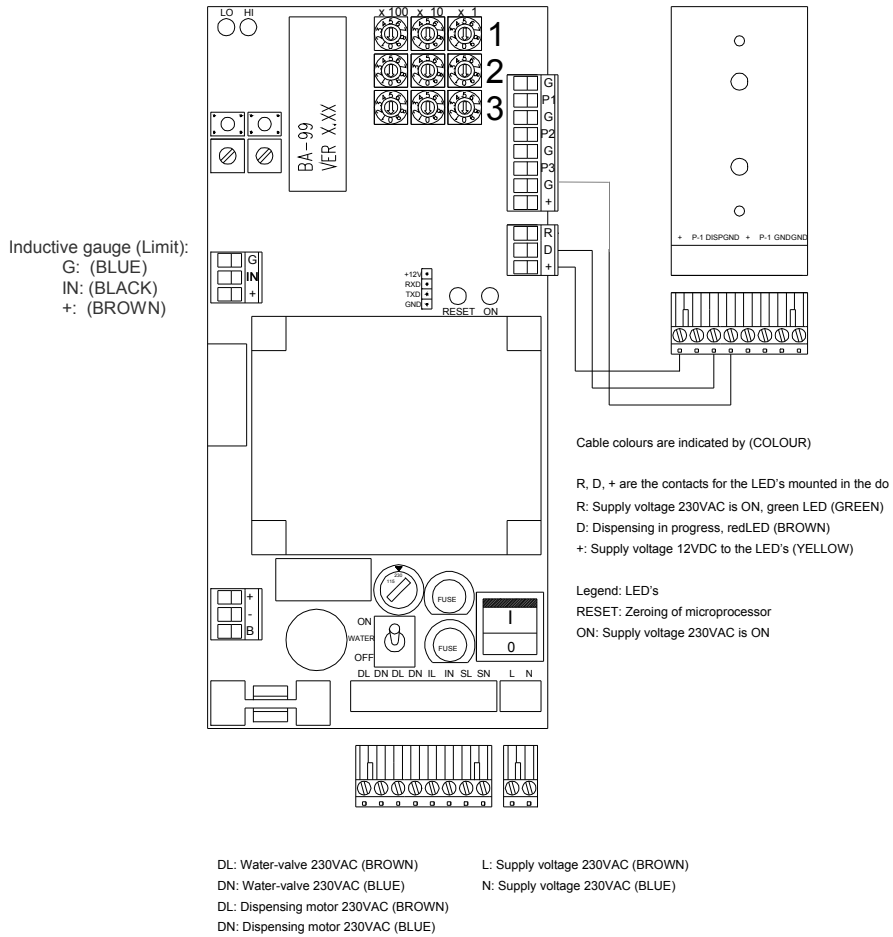 LO HI
x 100 x 10 x 1
1
2
3
BA-99
VER X.XX
G
P1
G
P2
G
P3
G
+
R
D
+
+ P-1 DISPGND + P-1 GNDGND
Inductive gauge (Limit):
G: (BLUE)
IN: (BLACK)
+: (BROWN)
G
IN
+
+12V
RXD
TXD
GND
RESET ON
Cable colours are indicated by (COLOUR)
R, D, + are the contacts for the LED's mounted in the do
R: Supply voltage 230VAC is ON, green LED (GREEN)
D: Dispensing in progress, redLED (BROWN)
+: Supply voltage 12VDC to the LED's (YELLOW)
Legend: LED's
RESET: Zeroing of microprocessor
ON: Supply voltage 230VAC is ON
+
-
B
230
115
FUSE
ON
WATER
OFF
FUSE
I
0
DL DN DL DN IL IN SL SN L N
DL: Water-valve 230VAC (BROWN)
DN: Water-valve 230VAC (BLUE)
DL: Dispensing motor 230VAC (BROWN)
DN: Dispensing motor 230VAC (BLUE)
L: Supply voltage 230VAC (BROWN)
N: Supply voltage 230VAC (BLUE)